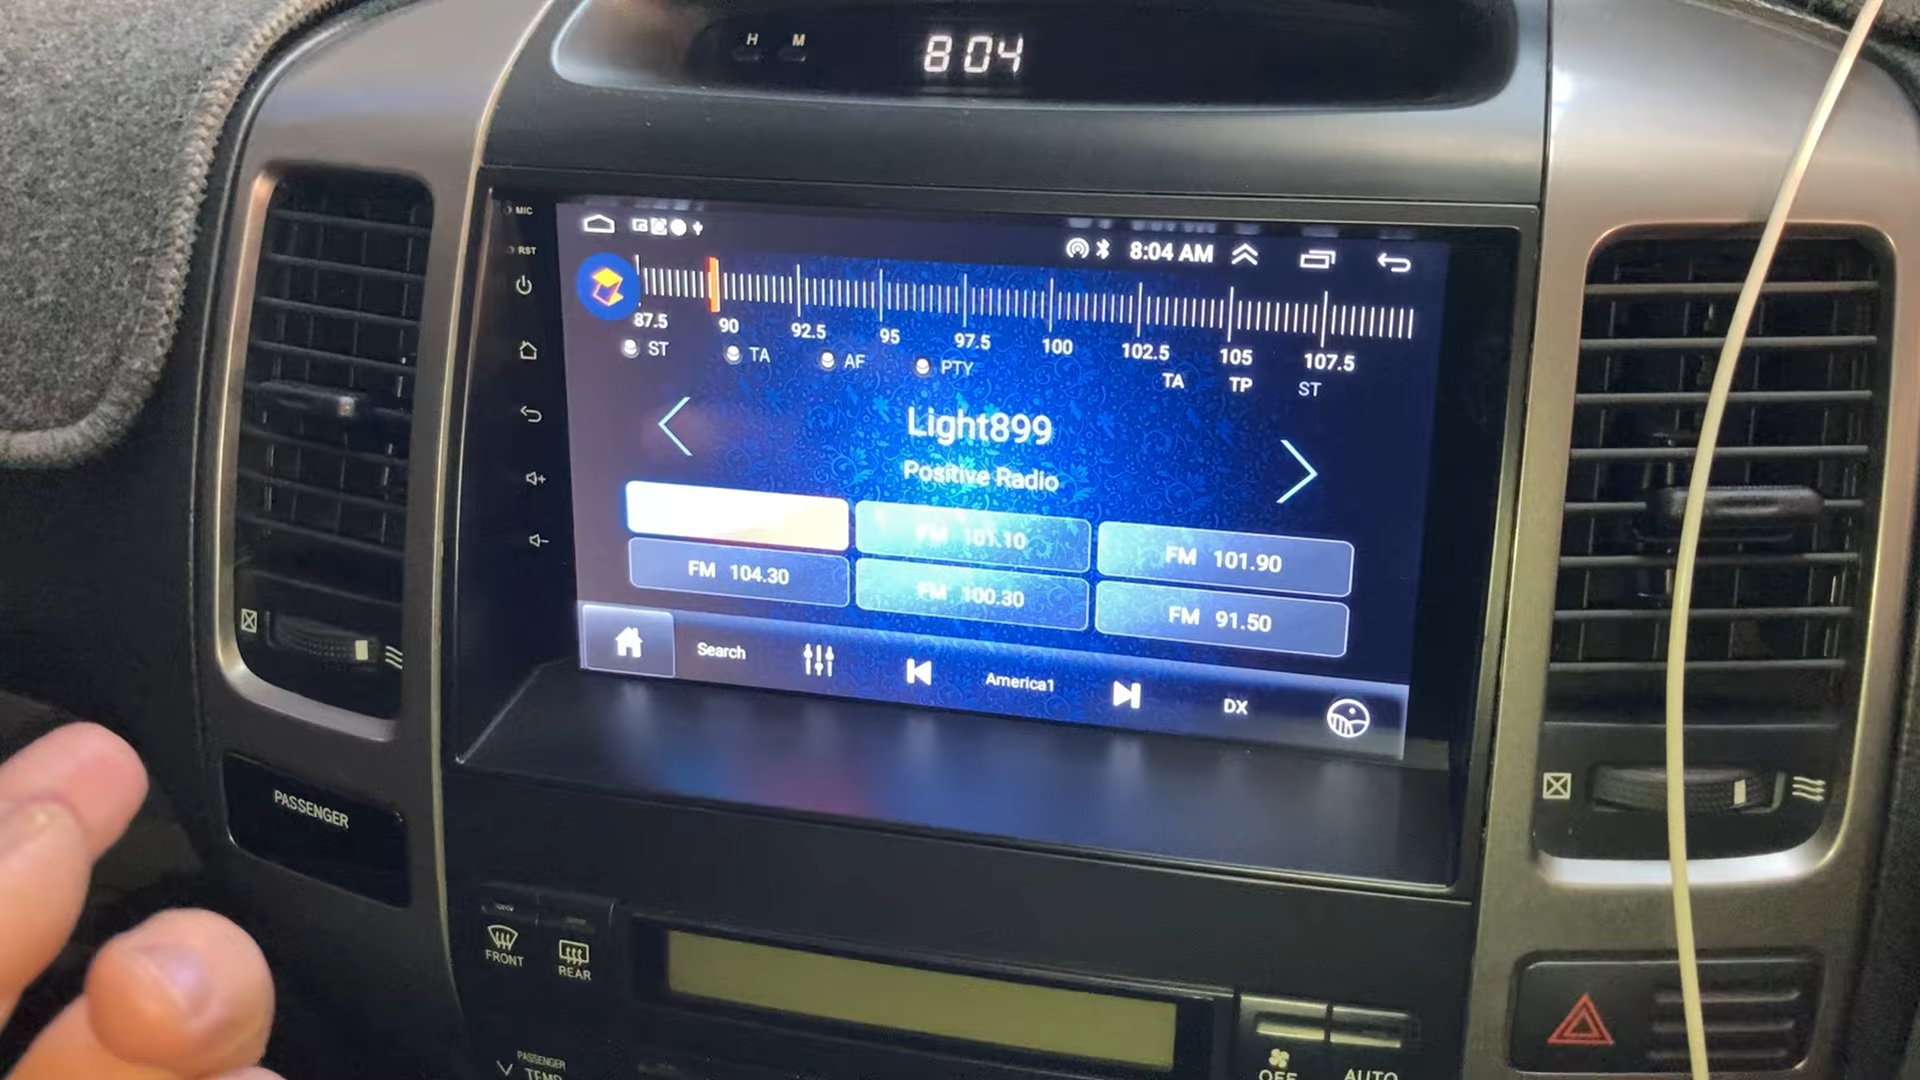 H M
8 04
MIC
RST
8:04 AM
87.5 90 92.5 95 97.5 100 102.5 105 107.5
ST TA AF PTY
TA TP ST
Light899
Positive Radio
FM 101.10
FM 101.90
FM 104.30
FM 100.30
FM 91.50
Search
America1
DX
PASSENGER
FRONT
REAR
PASSENGER
TEMP
OFF
AUTO